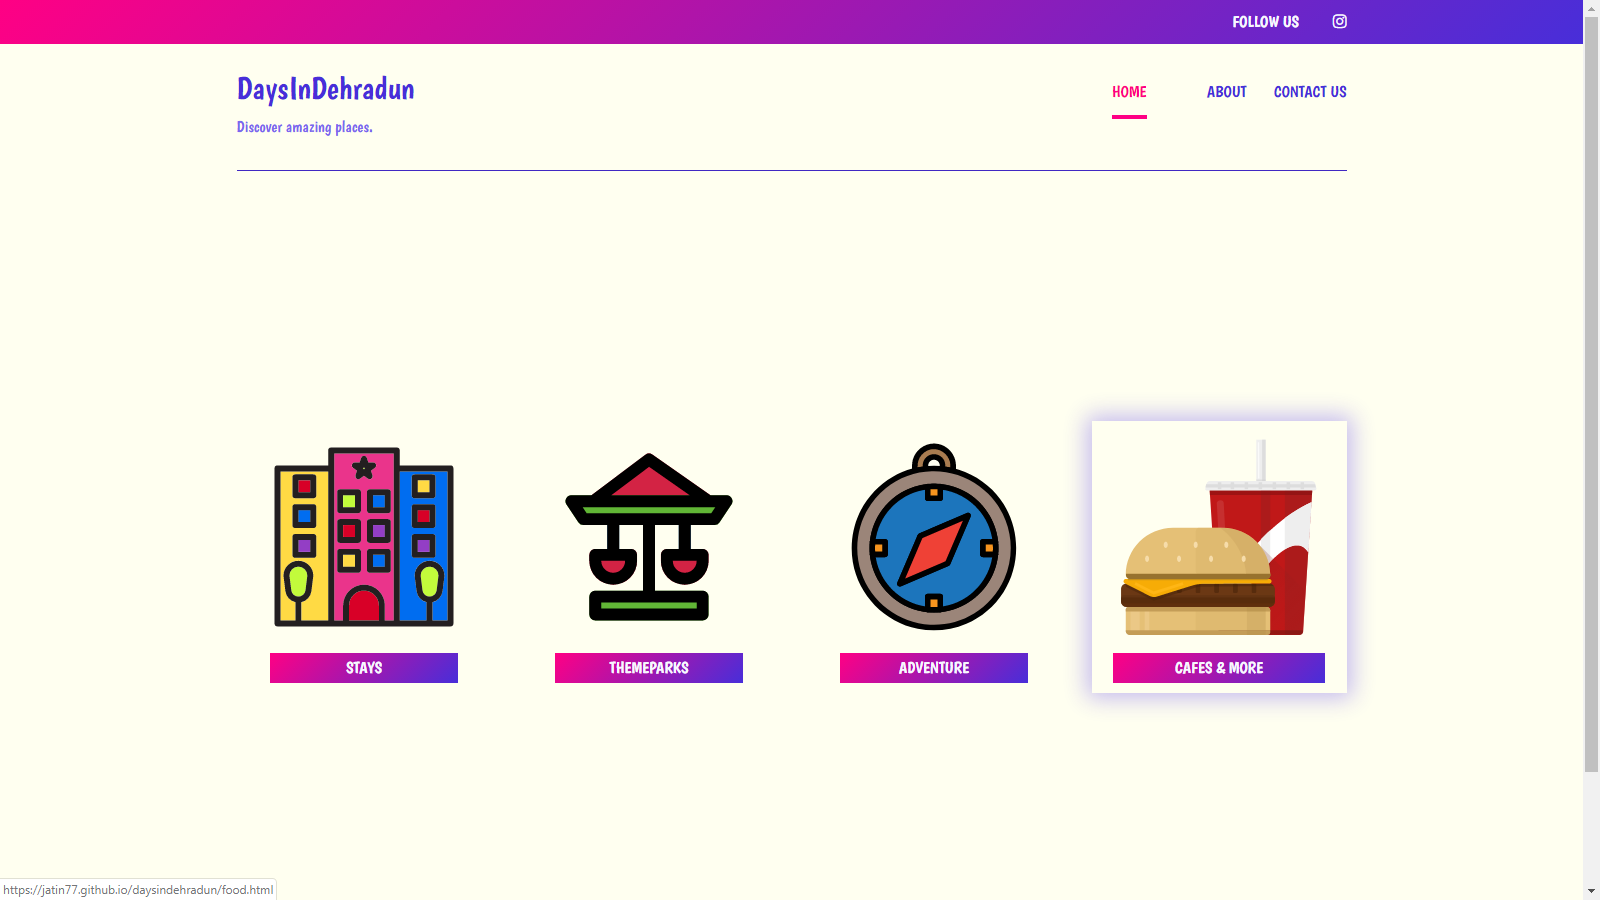 FOLLOW US
DaysInDehradun
Discover amazing places.
HOME
ABOUT
CONTACT US
STAYS
THEMEPARKS
ADVENTURE
CAFES & MORE
https://jatin77.github.io/daysindehradun/food.html